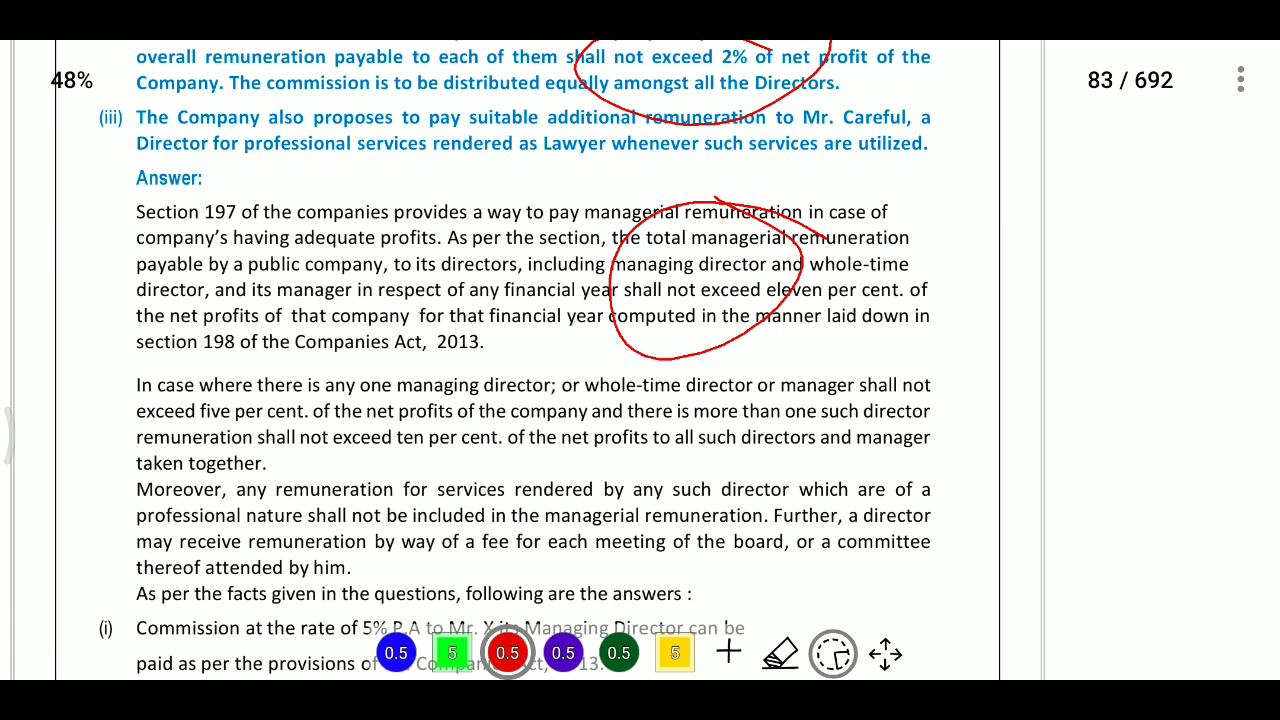 overall remuneration payable to each of them shall not exceed 2% of net profit of the
48%
Company. The commission is to be distributed equally amongst all the Directors.
83 / 692
(iii) The Company also proposes to pay suitable additional remuneration to Mr. Careful, a
Director for professional services rendered as Lawyer whenever such services are utilized.
Answer:
Section 197 of the companies provides a way to pay managerial remuneration in case of
company's having adequate profits. As per the section, the total managerial remuneration
payable by a public company, to its directors, including managing director and whole-time
director, and its manager in respect of any financial year shall not exceed eleven per cent. of
the net profits of that company for that financial year computed in the manner laid down in
section 198 of the Companies Act, 2013.
In case where there is any one managing director; or whole-time director or manager shall not
exceed five per cent. of the net profits of the company and there is more than one such director
remuneration shall not exceed ten per cent. of the net profits to all such directors and manager
taken together.
Moreover, any remuneration for services rendered by any such director which are of a
professional nature shall not be included in the managerial remuneration. Further, a director
may receive remuneration by way of a fee for each meeting of the board, or a committee
thereof attended by him.
As per the facts given in the questions, following are the answers :
(i) Commission at the rate of 5% P.A to Mr. X its Managing Director can be
0.5 5 0.5 0.5 0.5 5
paid as per the provisions of